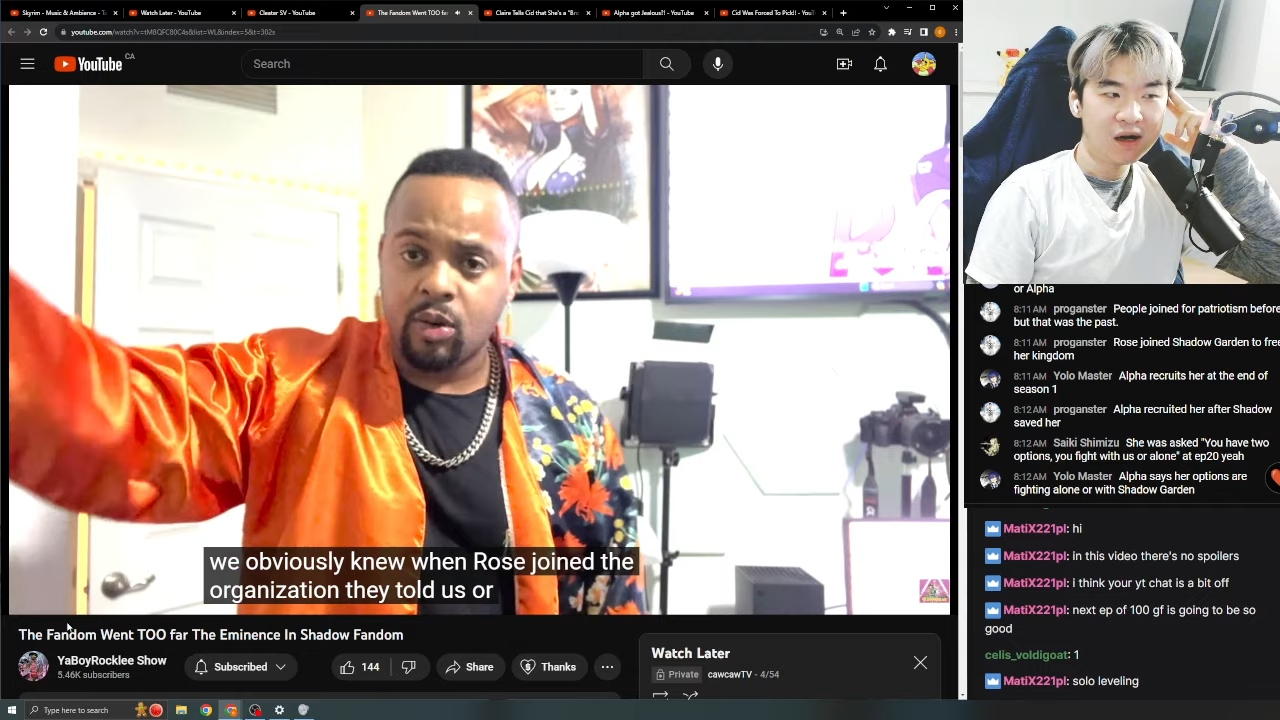 Skyrim - Music & Ambience - T
Watch Later - YouTube
Cleater SV - YouTube
The Fandom Went TOO far
Claire Tells Cid that She's a "Bro
Alpha got Jealous?! - YouTube
Cid Was Forced To Pick!! - YouT
youtube.com/watch?v=tM8QFC80C4s&list=WL&index=5&t=302s
YouTube CA
Search
we obviously knew when Rose joined the
organization they told us or
The Fandom Went TOO far The Eminence In Shadow Fandom
YaBoyRocklee Show
5.46K subscribers
Subscribed
144
Share
Thanks
Watch Later
Private
cawcawTV - 4/54
Type here to search
or Alpha
8:11 AM proganster People joined for patriotism before
but that was the past.
8:11 AM proganster Rose joined Shadow Garden to free
her kingdom
8:11 AM Yolo Master Alpha recruits her at the end of
season 1
8:12 AM proganster Alpha recruited her after Shadow
saved her
8:12 AM Saiki Shimizu She was asked "You have two
options, you fight with us or alone" at ep20 yeah
8:12 AM Yolo Master Alpha says her options are
fighting alone or with Shadow Garden
MatiX221pl: hi
MatiX221pl: in this video there's no spoilers
MatiX221pl: i think your yt chat is a bit off
MatiX221pl: next ep of 100 gf is going to be so
good
celis_voldigoat: 1
MatiX221pl: solo leveling